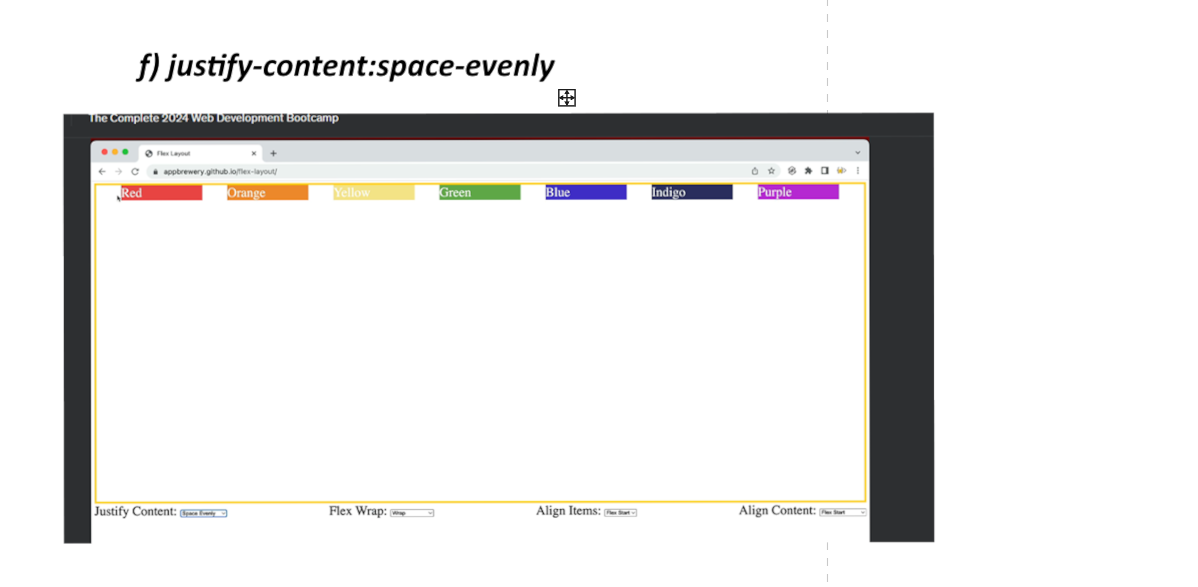 f) justify-content:space-evenly
The Complete 2024 Web Development Bootcamp
Flex Layout
appbrewery.github.io/flex-layout/
Red Orange Yellow Green Blue Indigo Purple
Justify Content: Space Evenly Flex Wrap: Wrap Align Items: Flex Start Align Content: Flex Start